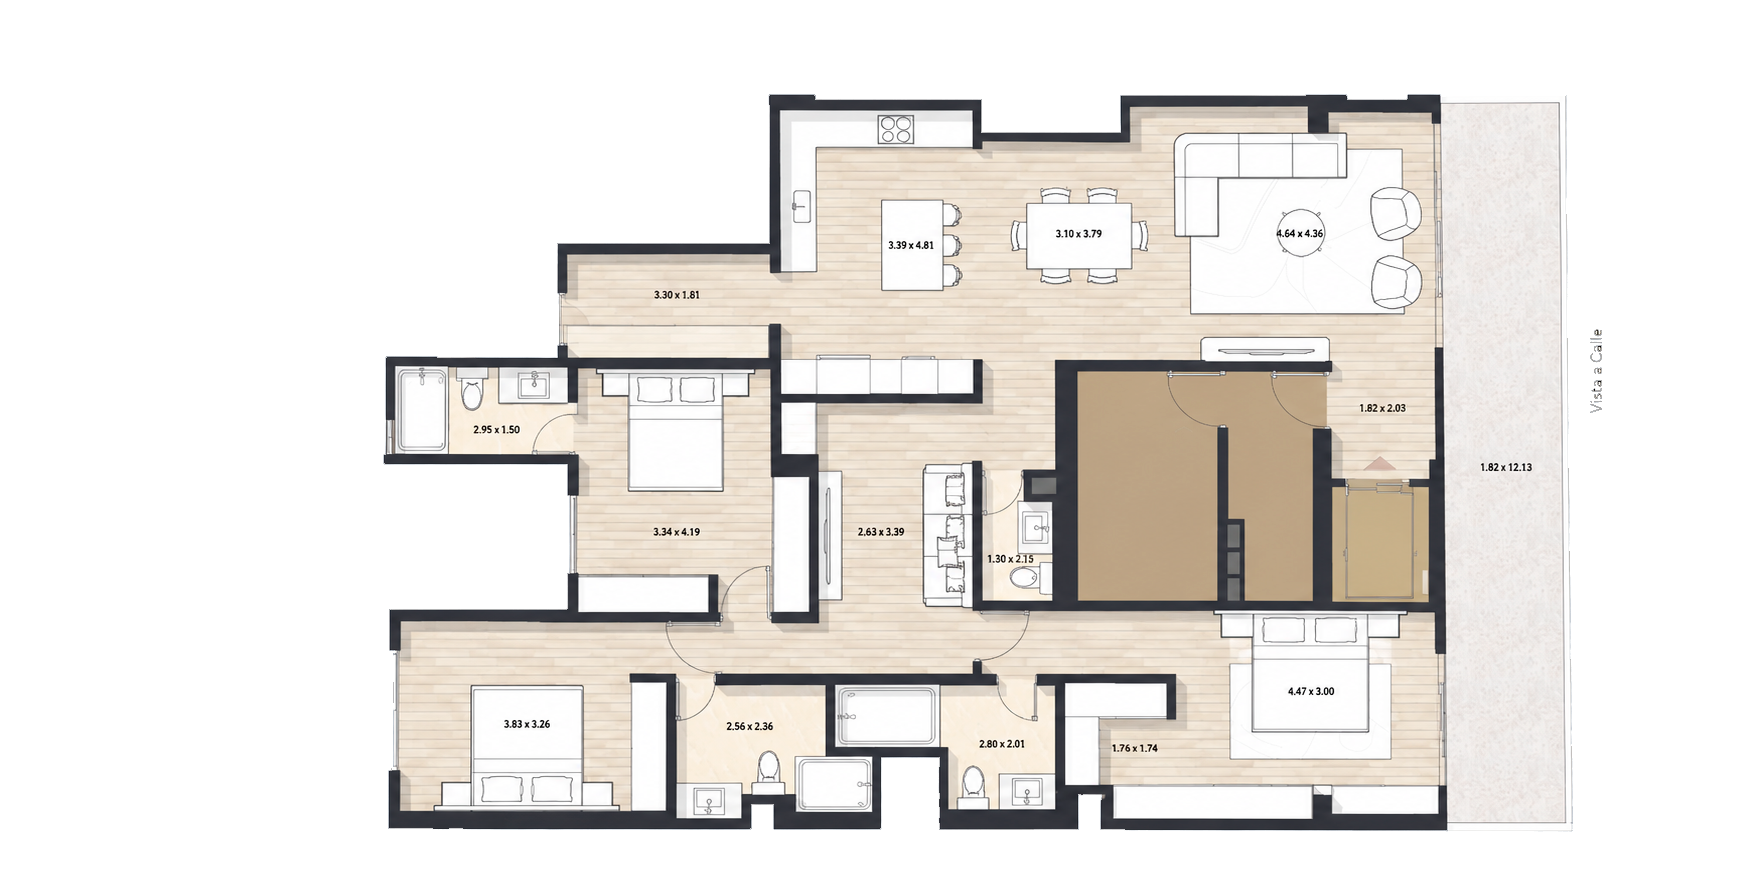 3.39 x 4.81
3.10 x 3.79
4.64 x 4.36
3.30 x 1.81
Vista a Calle
1.82 x 2.03
2.95 x 1.50
1.82 x 12.13
3.34 x 4.19
2.63 x 3.39
1.30 x 2.15
4.47 x 3.00
3.83 x 3.26
2.56 x 2.36
2.80 x 2.01
1.76 x 1.74